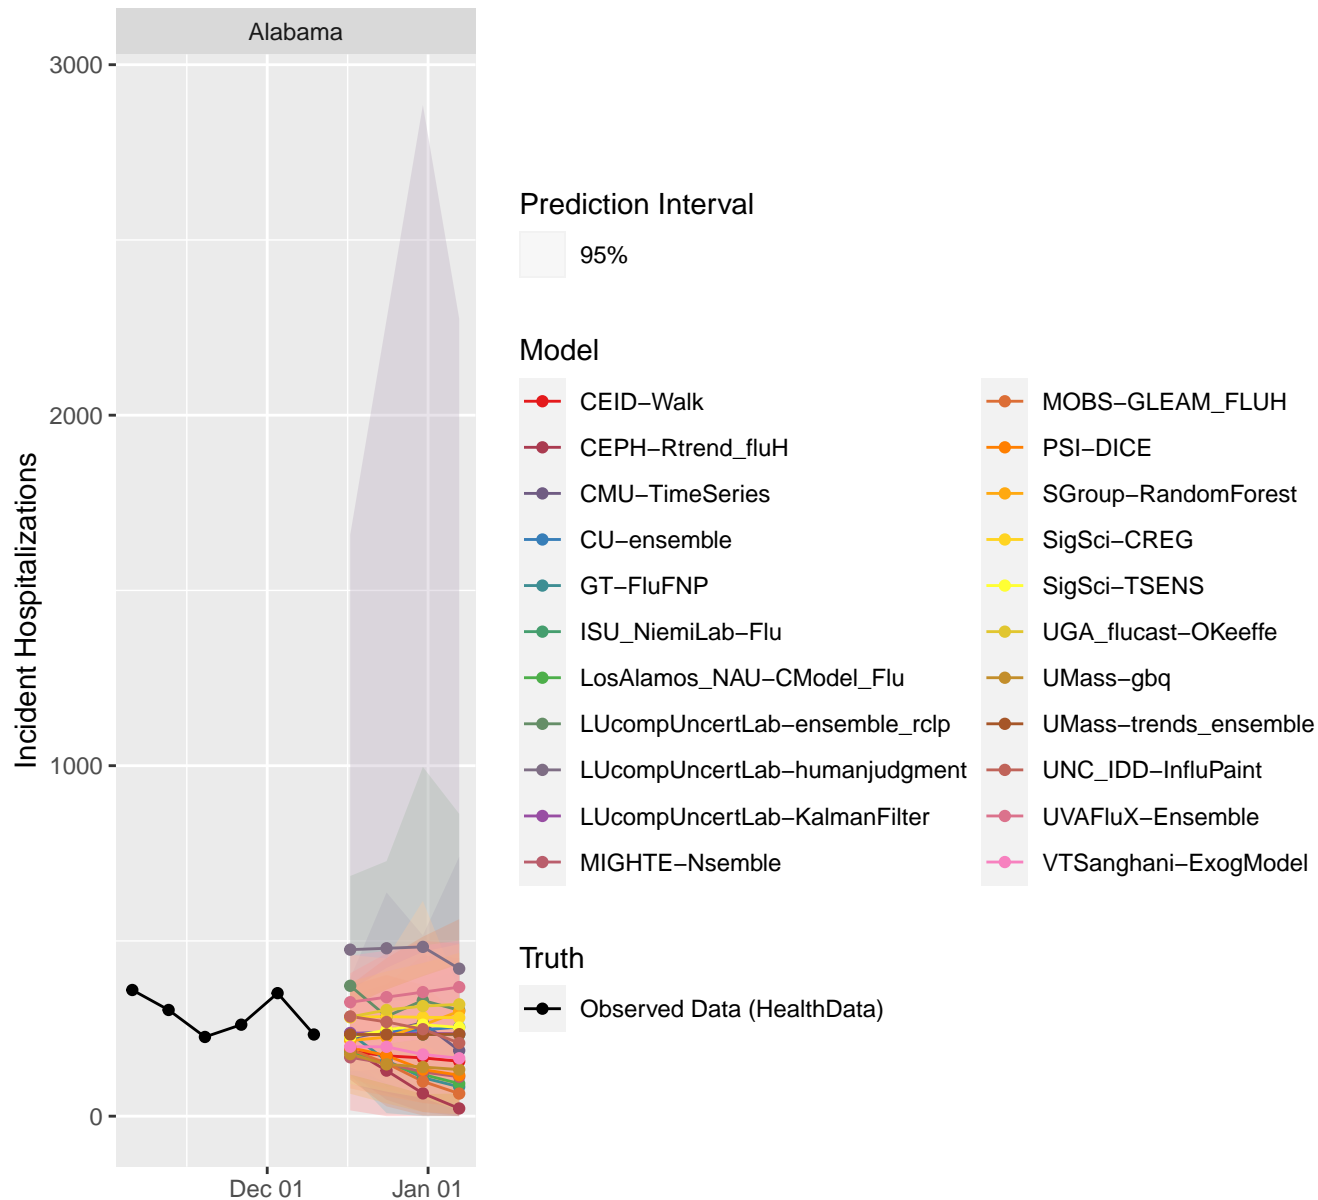 Alabama
3000
2000
1000
0
Incident Hospitalizations
Dec 01
Jan 01
Prediction Interval
95%
Model
CEID−Walk
CEPH−Rtrend_fluH
CMU−TimeSeries
CU−ensemble
GT−FluFNP
ISU_NiemiLab−Flu
LosAlamos_NAU−CModel_Flu
LUcompUncertLab−ensemble_rclp
LUcompUncertLab−humanjudgment
LUcompUncertLab−KalmanFilter
MIGHTE−Nsemble
MOBS−GLEAM_FLUH
PSI−DICE
SGroup−RandomForest
SigSci−CREG
SigSci−TSENS
UGA_flucast−OKeeffe
UMass−gbq
UMass−trends_ensemble
UNC_IDD−InfluPaint
UVAFluX−Ensemble
VTSanghani−ExogModel
Truth
Observed Data (HealthData)